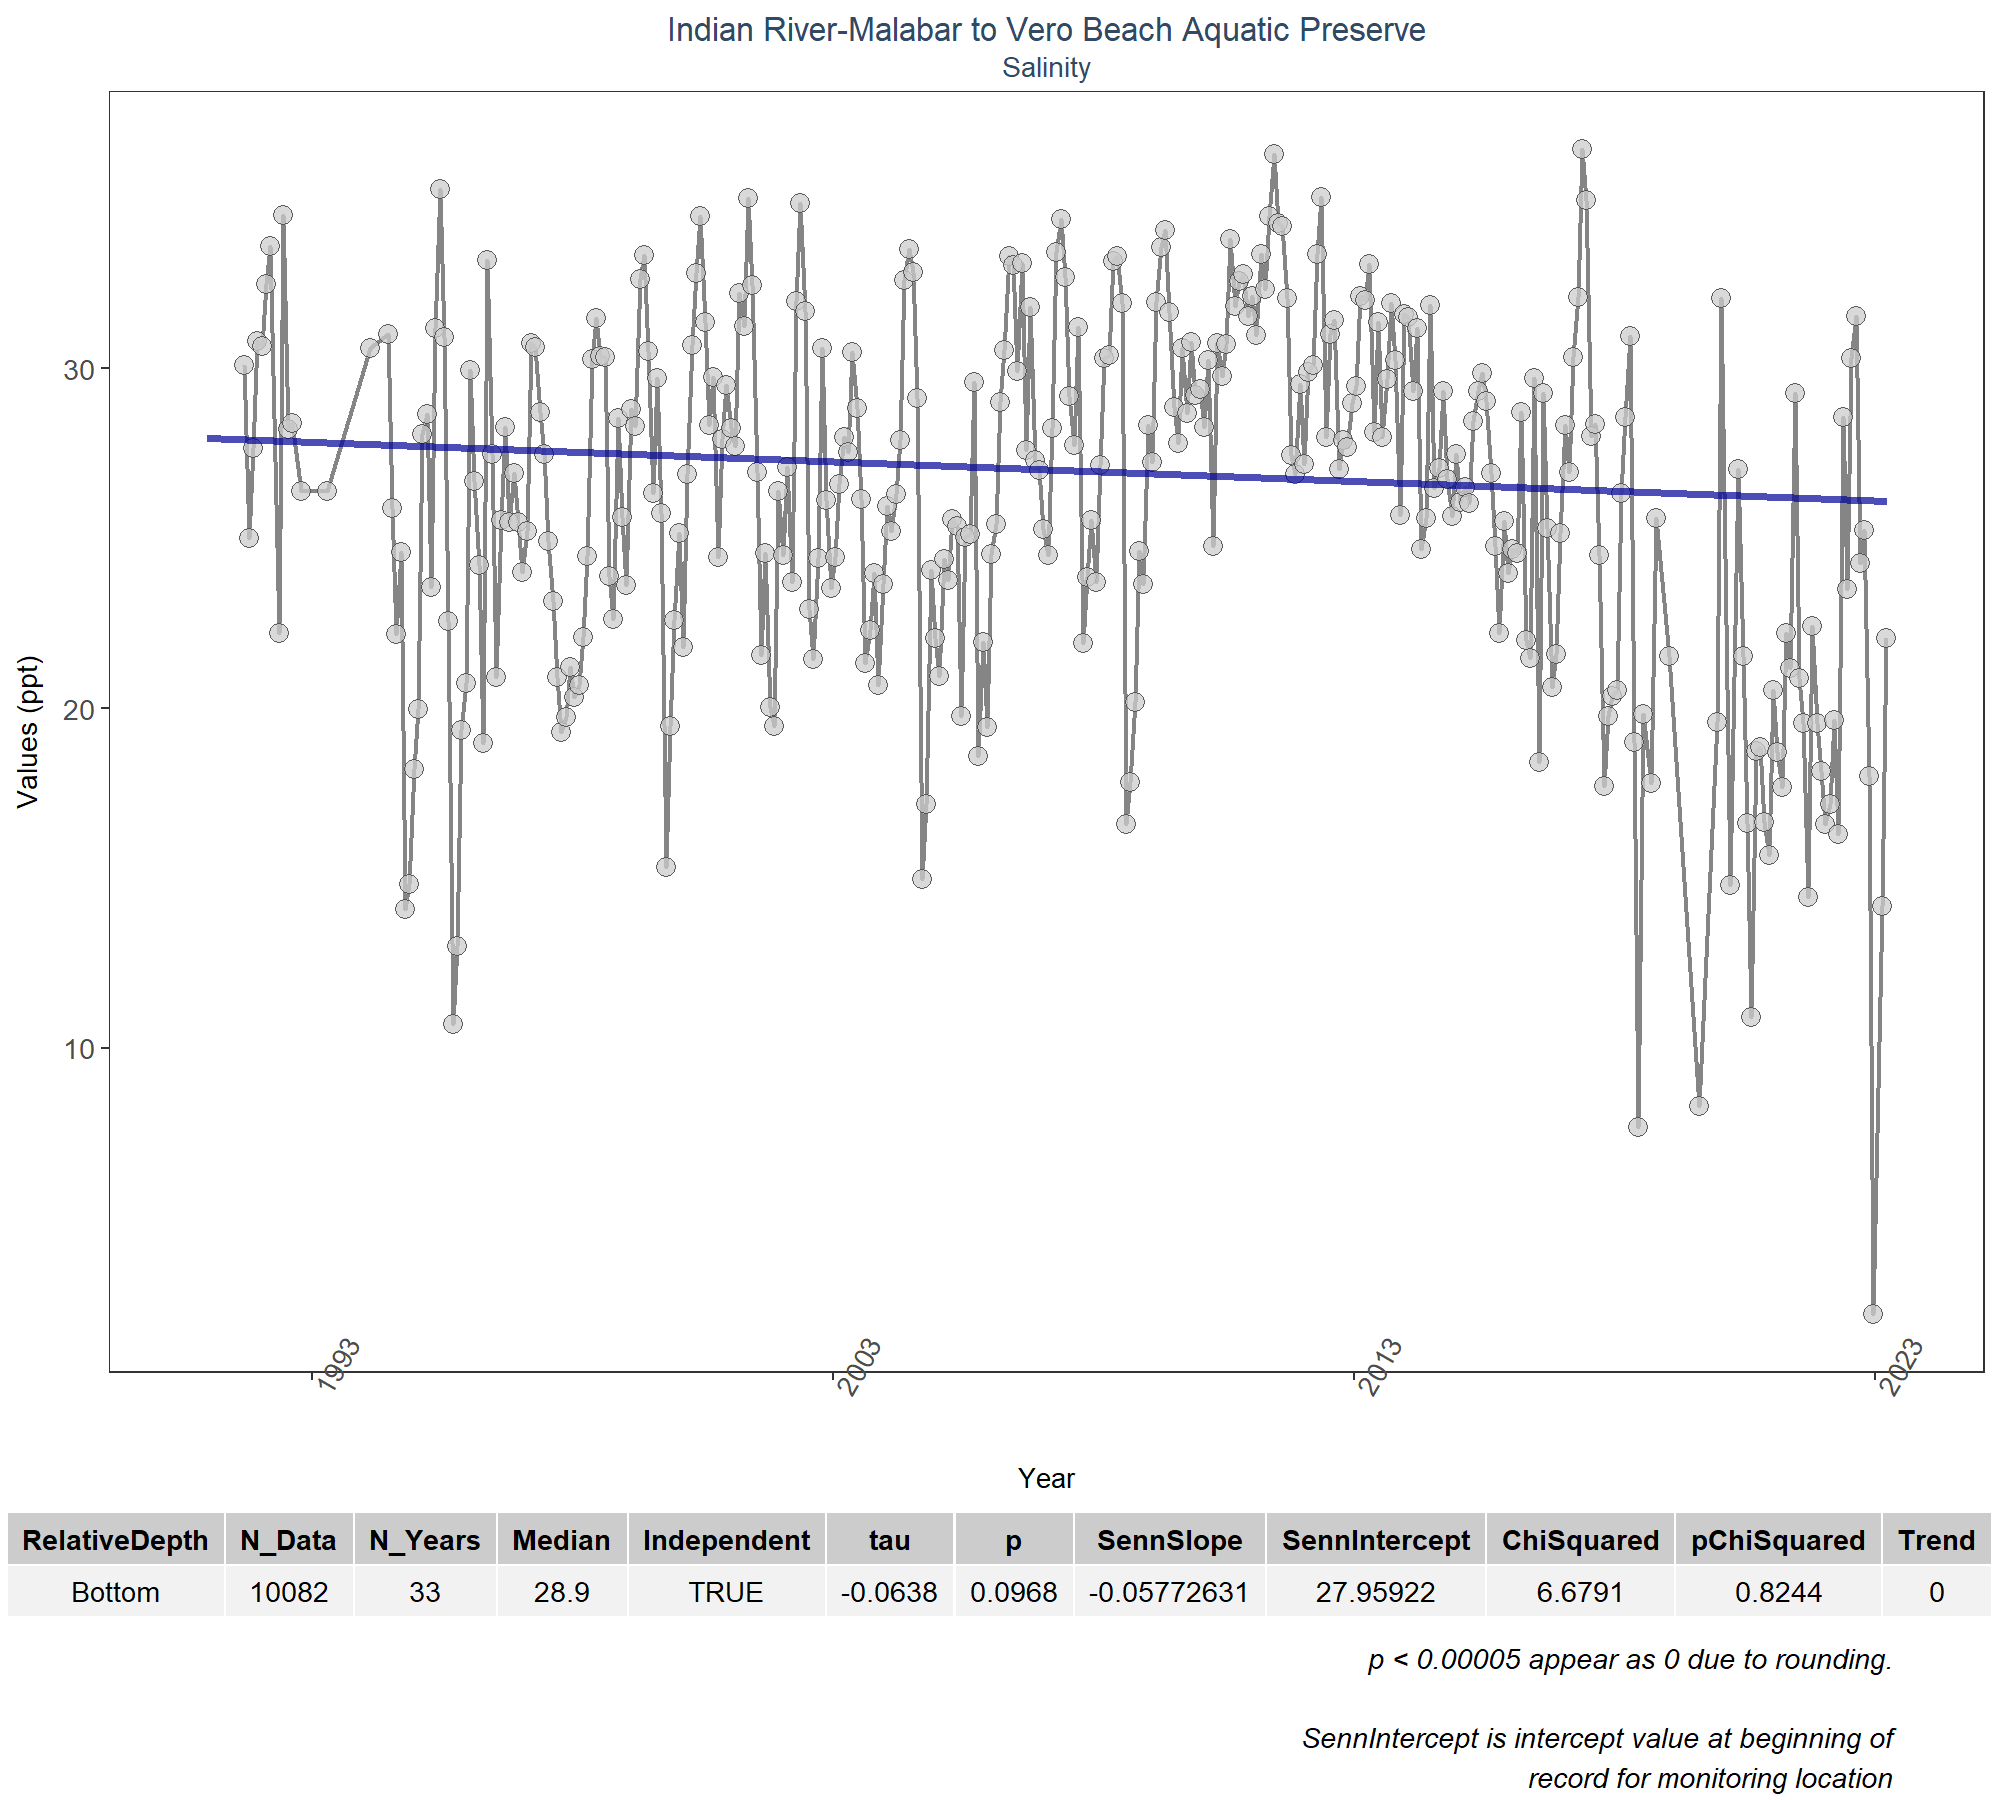 Indian River-Malabar to Vero Beach Aquatic Preserve
Salinity
Values (ppt)
30
20
10
1993
2003
2013
2023
Year
RelativeDepth N_Data N_Years Median Independent tau p SennSlope SennIntercept ChiSquared pChiSquared Trend
Bottom 10082 33 28.9 TRUE -0.0638 0.0968 -0.05772631 27.95922 6.6791 0.8244 0
p < 0.00005 appear as 0 due to rounding.
SennIntercept is intercept value at beginning of
record for monitoring location